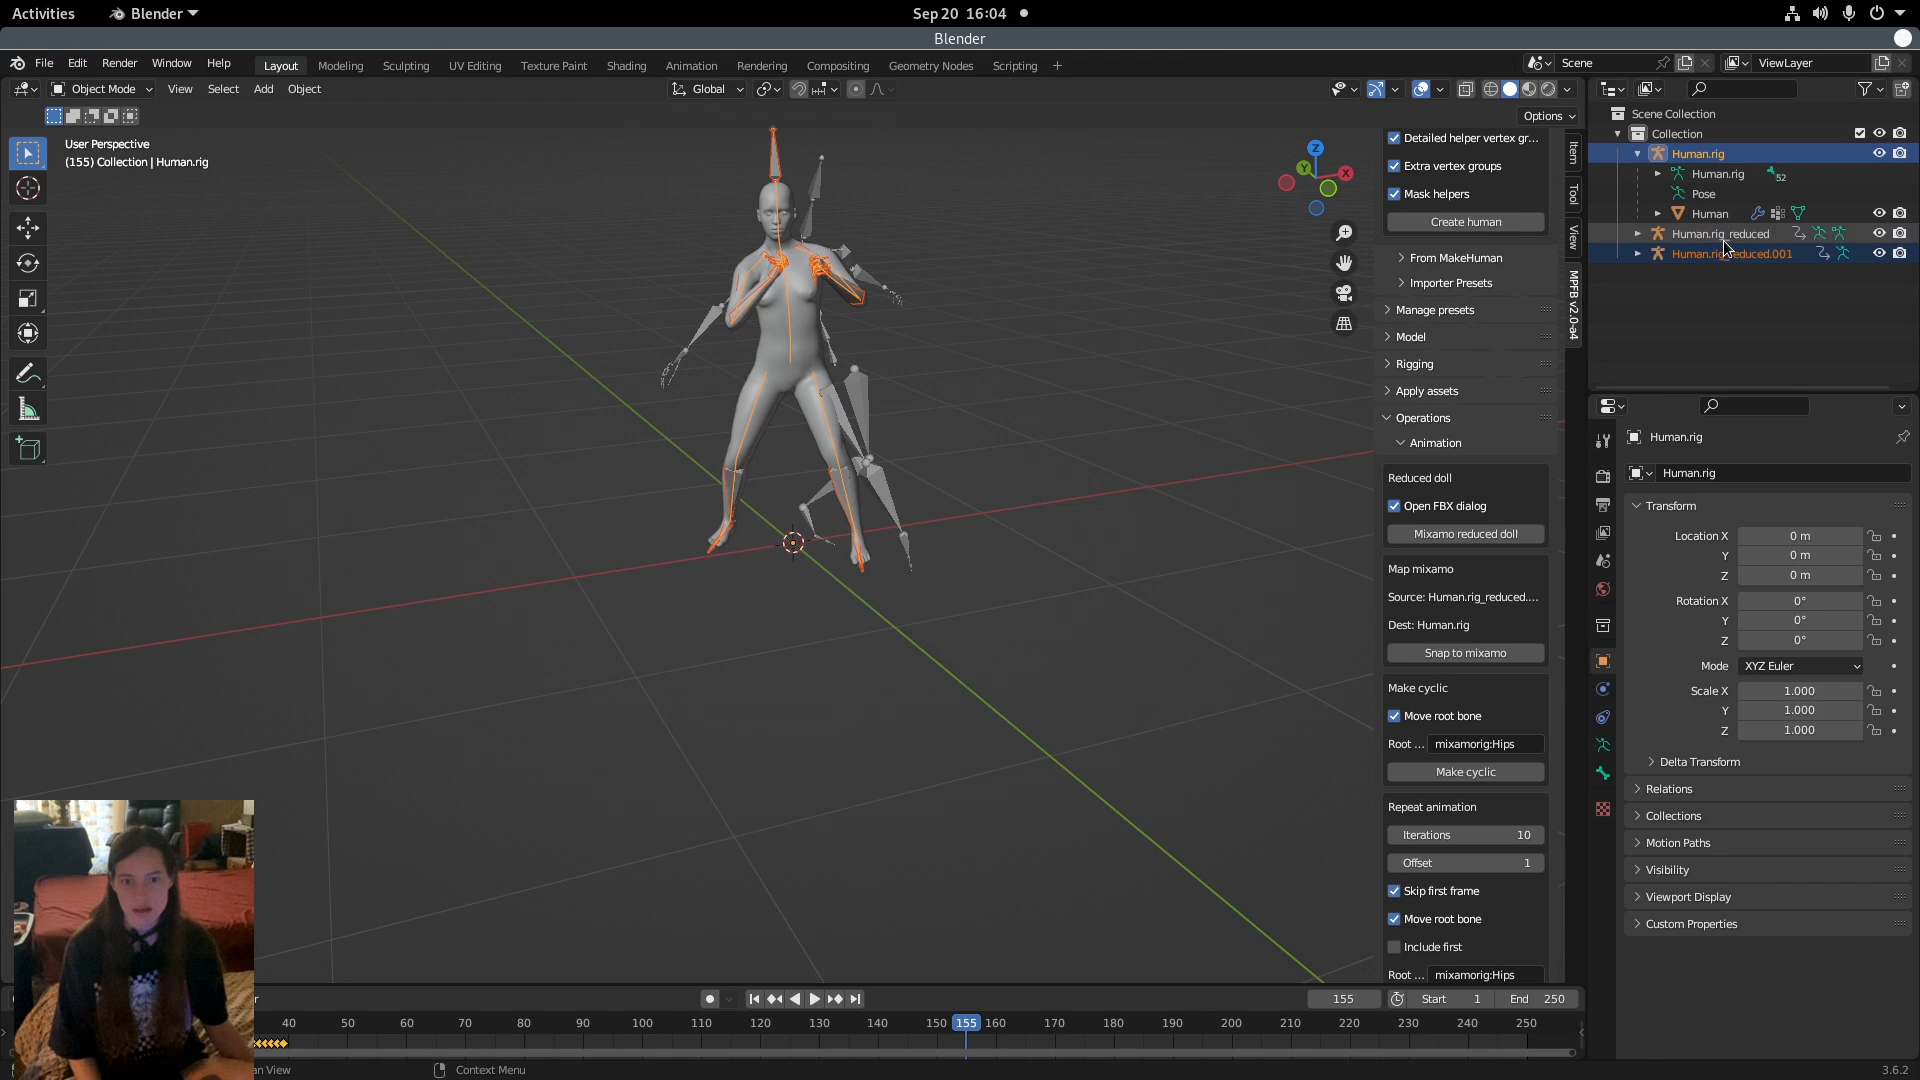 Activities
Blender
Sep 20 16:04
Blender
File Edit Render Window Help
Layout Modeling Sculpting UV Editing Texture Paint Shading Animation Rendering Compositing Geometry Nodes Scripting +
Scene
ViewLayer
Object Mode View Select Add Object
Global
Options
User Perspective
(155) Collection | Human.rig
Z
Y
X
Detailed helper vertex gr...
Extra vertex groups
Mask helpers
Create human
From MakeHuman
Importer Presets
Manage presets
Model
Rigging
Apply assets
Operations
Animation
Reduced doll
Open FBX dialog
Mixamo reduced doll
Map mixamo
Source: Human.rig_reduced....
Dest: Human.rig
Snap to mixamo
Make cyclic
Move root bone
Root ... mixamorig:Hips
Make cyclic
Repeat animation
Iterations 10
Offset 1
Skip first frame
Move root bone
Include first
Root ... mixamorig:Hips
Item
Tool
View
MPFB v2.0-a4
Scene Collection
Collection
Human.rig
Human.rig 52
Pose
Human
Human.rig_reduced
Human.rig_reduced.001
Human.rig
Human.rig
Transform
Location X 0 m
Y 0 m
Z 0 m
Rotation X 0°
Y 0°
Z 0°
Mode XYZ Euler
Scale X 1.000
Y 1.000
Z 1.000
Delta Transform
Relations
Collections
Motion Paths
Visibility
Viewport Display
Custom Properties
155 Start 1 End 250
40 50 60 70 80 90 100 110 120 130 140 150 155 160 170 180 190 200 210 220 230 240 250
an View
Context Menu
3.6.2